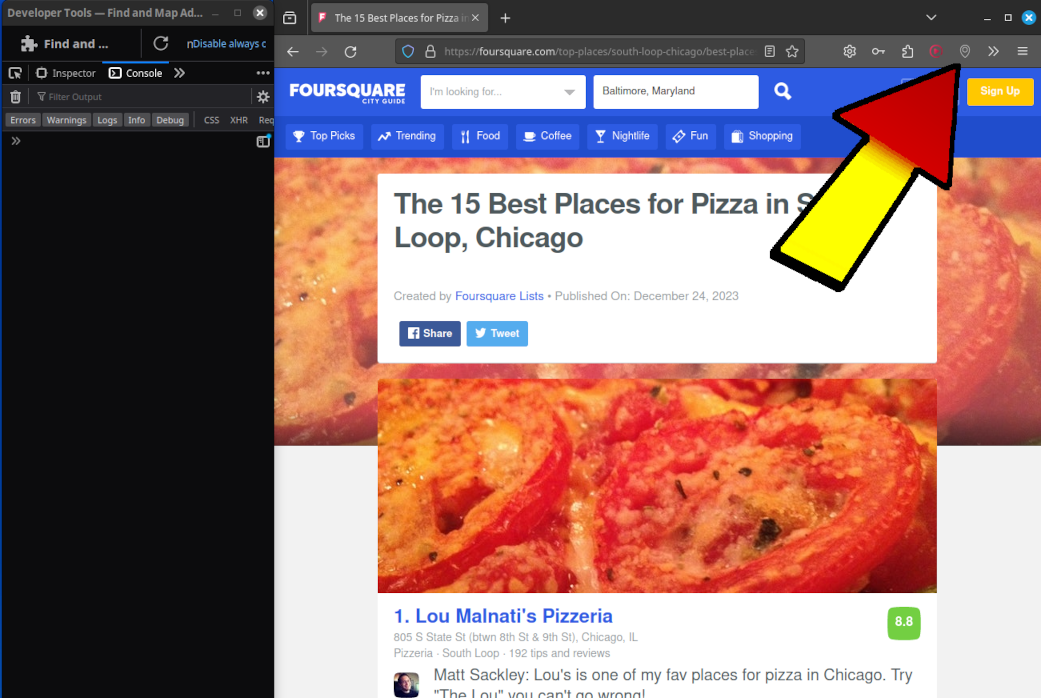 Developer Tools — Find and Map Ad...
Find and ...
Disable always
Inspector
Console
Filter Output
Errors
Warnings
Logs
Info
Debug
CSS
XHR
Req
The 15 Best Places for Pizza in
https://foursquare.com/top-places/south-loop-chicago/best-place
FOURSQUARE
CITY GUIDE
I'm looking for...
Baltimore, Maryland
Sign Up
Top Picks
Trending
Food
Coffee
Nightlife
Fun
Shopping
The 15 Best Places for Pizza in S
Loop, Chicago
Created by Foursquare Lists • Published On: December 24, 2023
Share
Tweet
1. Lou Malnati's Pizzeria
8.8
805 S State St (btwn 8th St & 9th St), Chicago, IL
Pizzeria · South Loop · 192 tips and reviews
Matt Sackley: Lou's is one of my fav places for pizza in Chicago. Try
"The Lou" you can't go wrong!